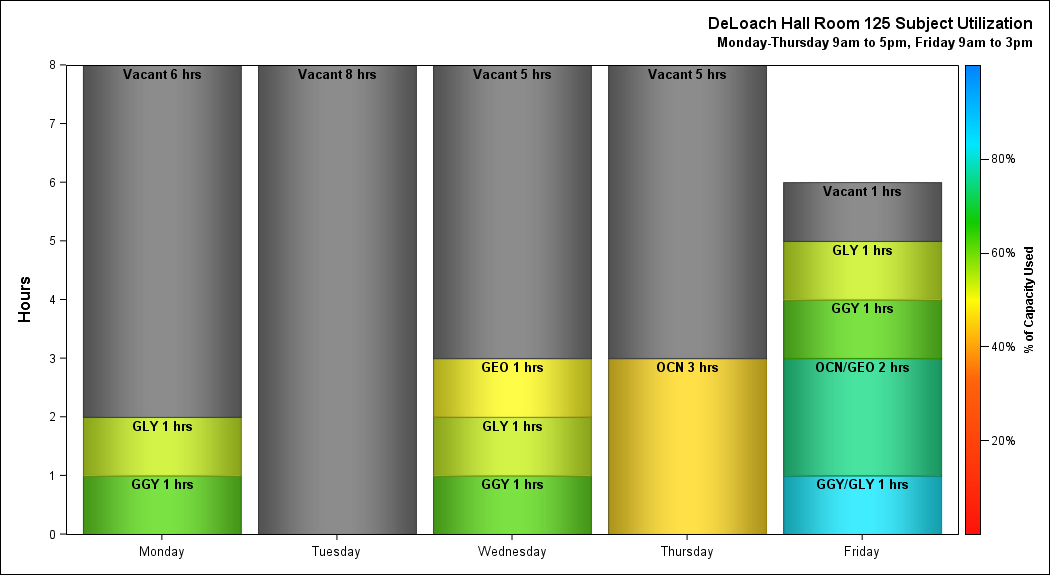 DeLoach Hall Room 125 Subject Utilization
Monday-Thursday 9am to 5pm, Friday 9am to 3pm
8
7
6
5
4
3
2
1
0
Hours
Vacant 6 hrs
GLY 1 hrs
GGY 1 hrs
Vacant 8 hrs
Vacant 5 hrs
GEO 1 hrs
GLY 1 hrs
GGY 1 hrs
Vacant 5 hrs
OCN 3 hrs
Vacant 1 hrs
GLY 1 hrs
GGY 1 hrs
OCN/GEO 2 hrs
GGY/GLY 1 hrs
Monday Tuesday Wednesday Thursday Friday
80%
60%
40%
20%
% of Capacity Used